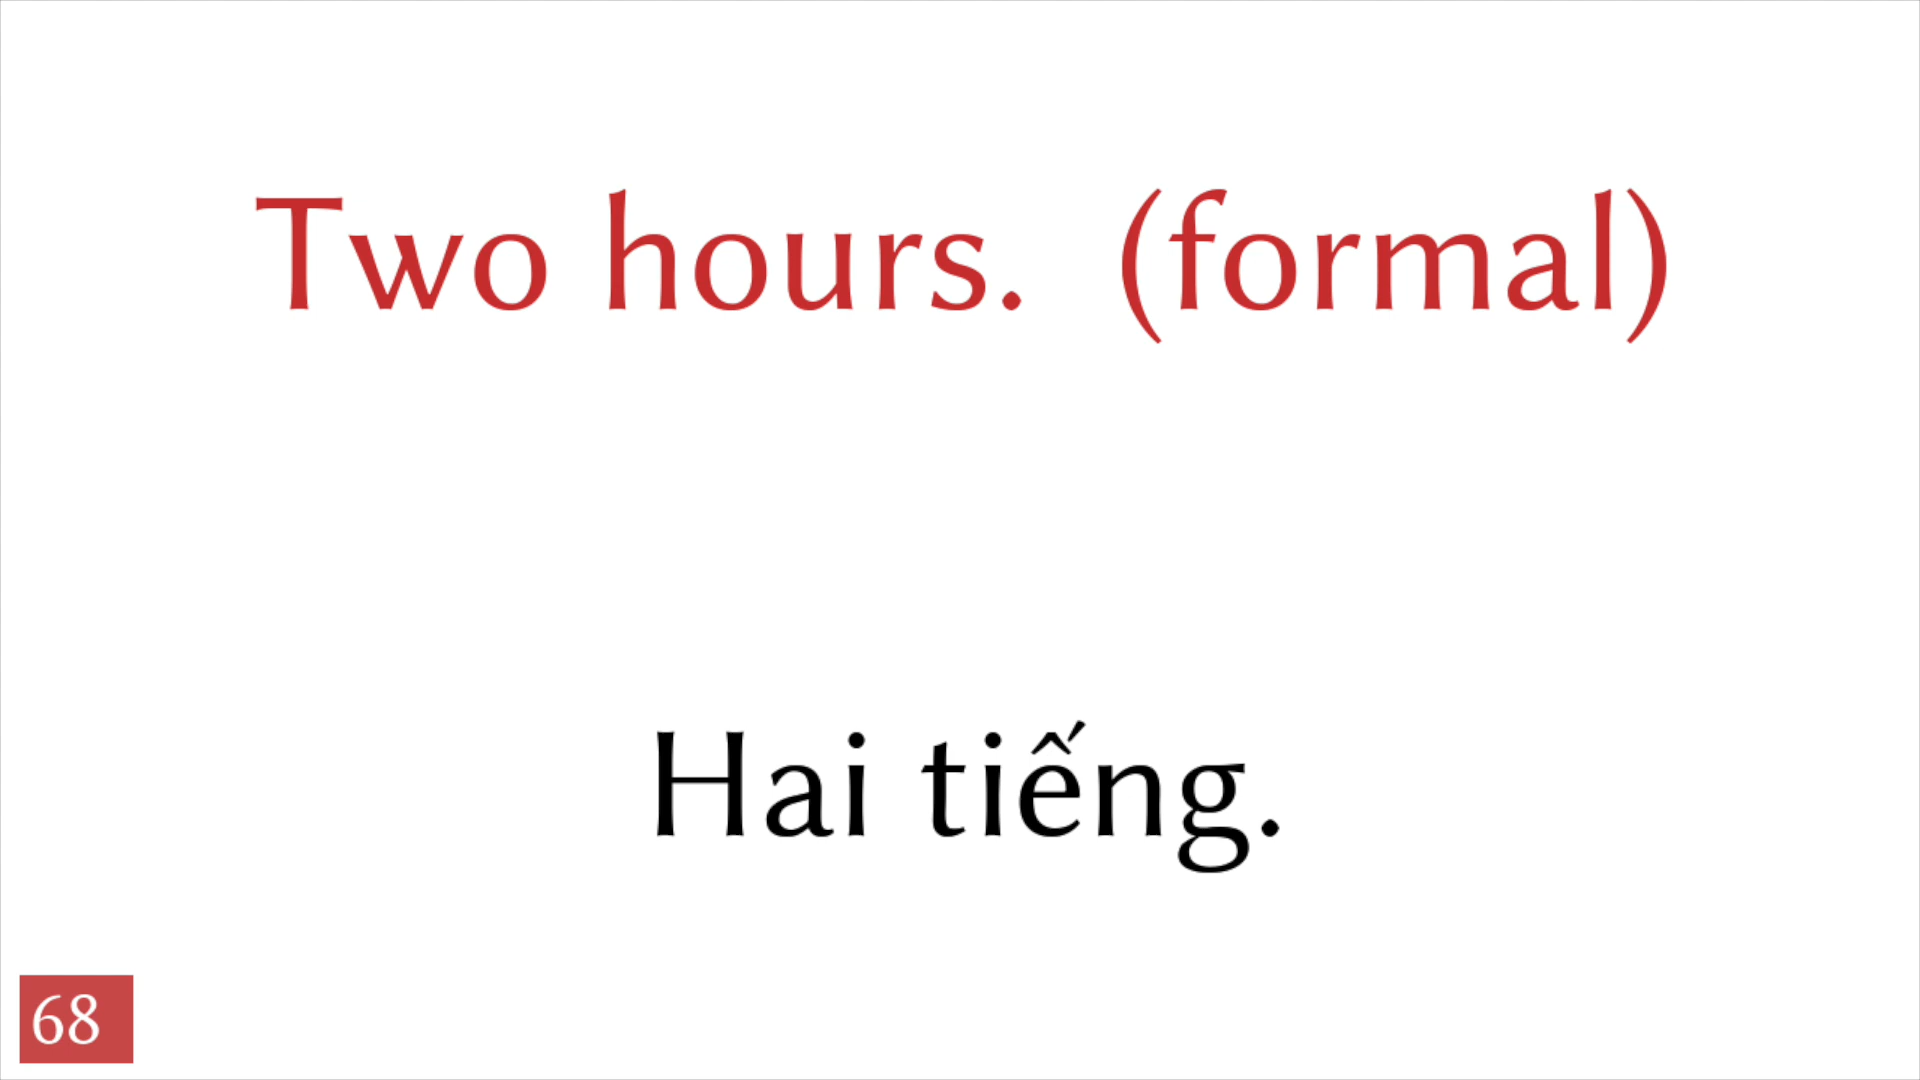 Two hours. (formal)
Hai tiếng.
68